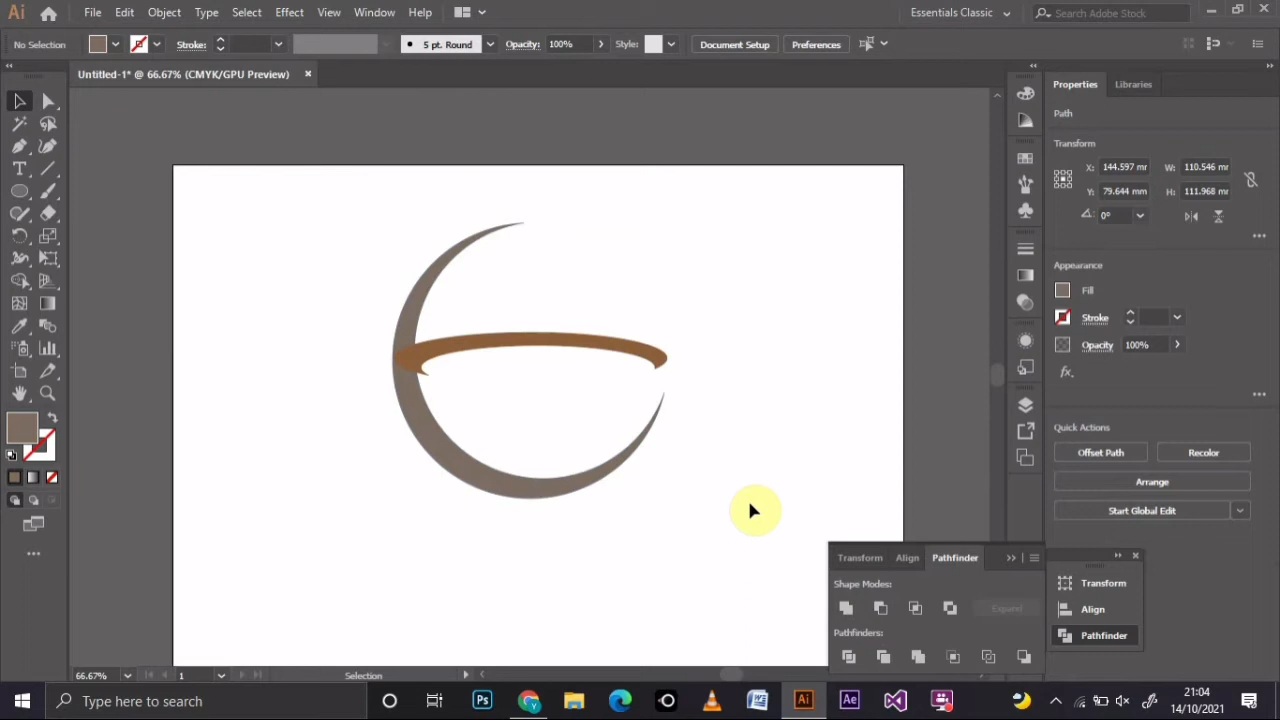 Ai File Edit Object Type Select Effect View Window Help Essentials Classic Search Adobe Stock
No Selection Stroke: 5 pt. Round Opacity: 100% Style: Document Setup Preferences
Untitled-1* @ 66.67% (CMYK/GPU Preview)
Properties Libraries
Path
Transform
X: 144.597 mr W: 110.546 mr
Y: 79.644 mm H: 111.968 mr
0°
Appearance
Fill
Stroke
Opacity 100%
fx.
Quick Actions
Offset Path Recolor
Arrange
Start Global Edit
Transform Align Pathfinder
Shape Modes:
Expand
Pathfinders:
Transform
Align
Pathfinder
66.67% 1 Selection
Type here to search Ps Ai Ae 21:04
14/10/2021